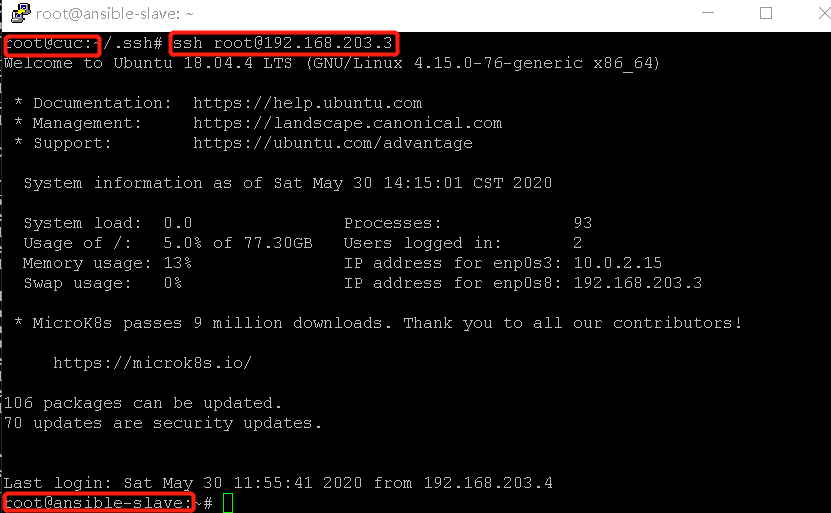 root@ansible-slave: ~
root@cuc:~/.ssh# ssh root@192.168.203.3
Welcome to Ubuntu 18.04.4 LTS (GNU/Linux 4.15.0-76-generic x86_64)
* Documentation:  https://help.ubuntu.com
* Management:     https://landscape.canonical.com
* Support:        https://ubuntu.com/advantage
System information as of Sat May 30 14:15:01 CST 2020
System load:  0.0                Processes:             93
Usage of /:   5.0% of 77.30GB   Users logged in:       2
Memory usage: 13%               IP address for enp0s3: 10.0.2.15
Swap usage:   0%                IP address for enp0s8: 192.168.203.3
* MicroK8s passes 9 million downloads. Thank you to all our contributors!
https://microk8s.io/
106 packages can be updated.
70 updates are security updates.
Last login: Sat May 30 11:55:41 2020 from 192.168.203.4
root@ansible-slave:~#